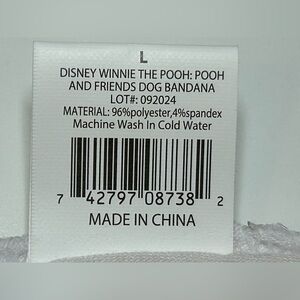 L
DISNEY WINNIE THE POOH: POOH
AND FRIENDS DOG BANDANA
LOT#: 092024
MATERIAL: 96%polyester,4%spandex
Machine Wash In Cold Water
7 42797 08738 2
MADE IN CHINA